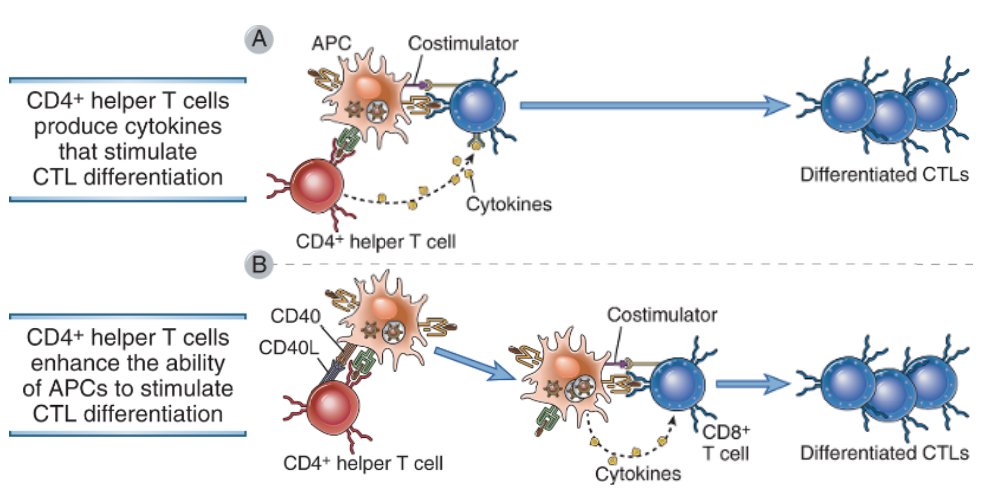 A
APC
Costimulator
CD4+ helper T cells
produce cytokines
that stimulate
CTL differentiation
Differentiated CTLs
Cytokines
CD4+ helper T cell
B
CD40
CD40L
Costimulator
CD4+ helper T cells
enhance the ability
of APCs to stimulate
CTL differentiation
CD8+
T cell
Differentiated CTLs
CD4+ helper T cell
Cytokines